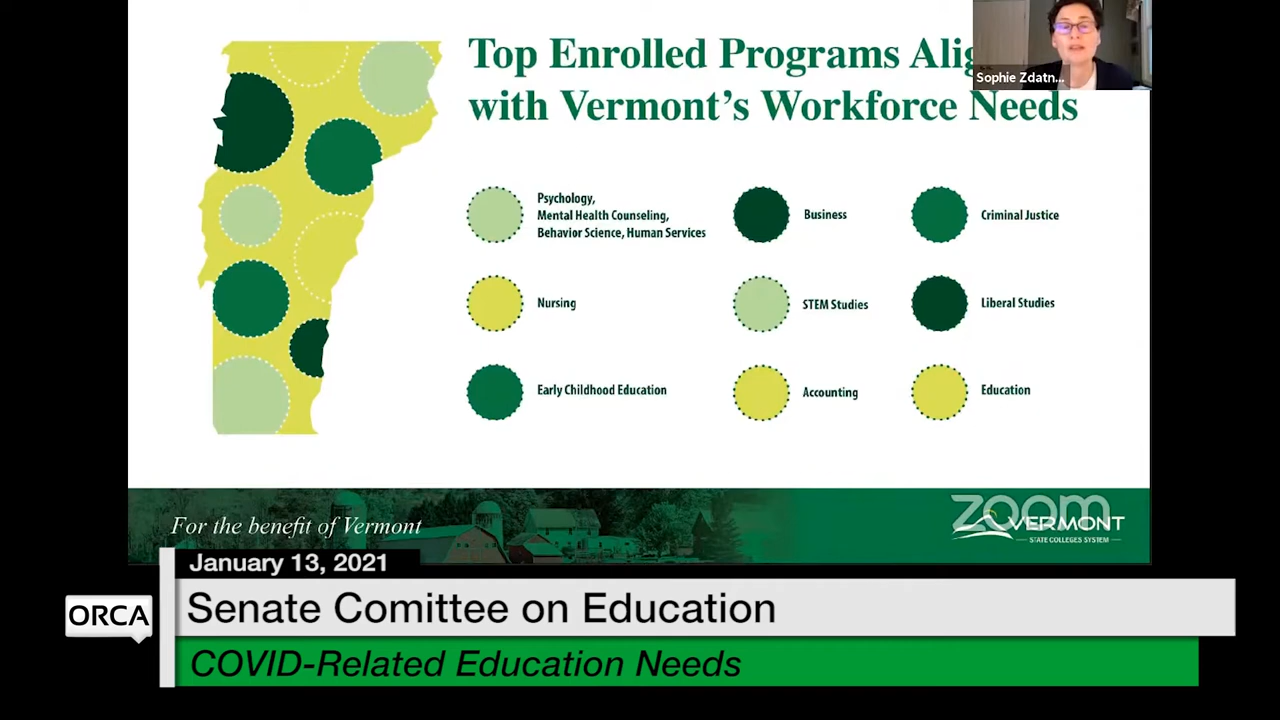 Top Enrolled Programs Alig
with Vermont's Workforce Needs
Sophie Zdatn...
Psychology,
Mental Health Counseling,
Behavior Science, Human Services
Business
Criminal Justice
Nursing
STEM Studies
Liberal Studies
Early Childhood Education
Accounting
Education
For the benefit of Vermont
zoom
VERMONT
STATE COLLEGES SYSTEM
January 13, 2021
ORCA
Senate Comittee on Education
COVID-Related Education Needs